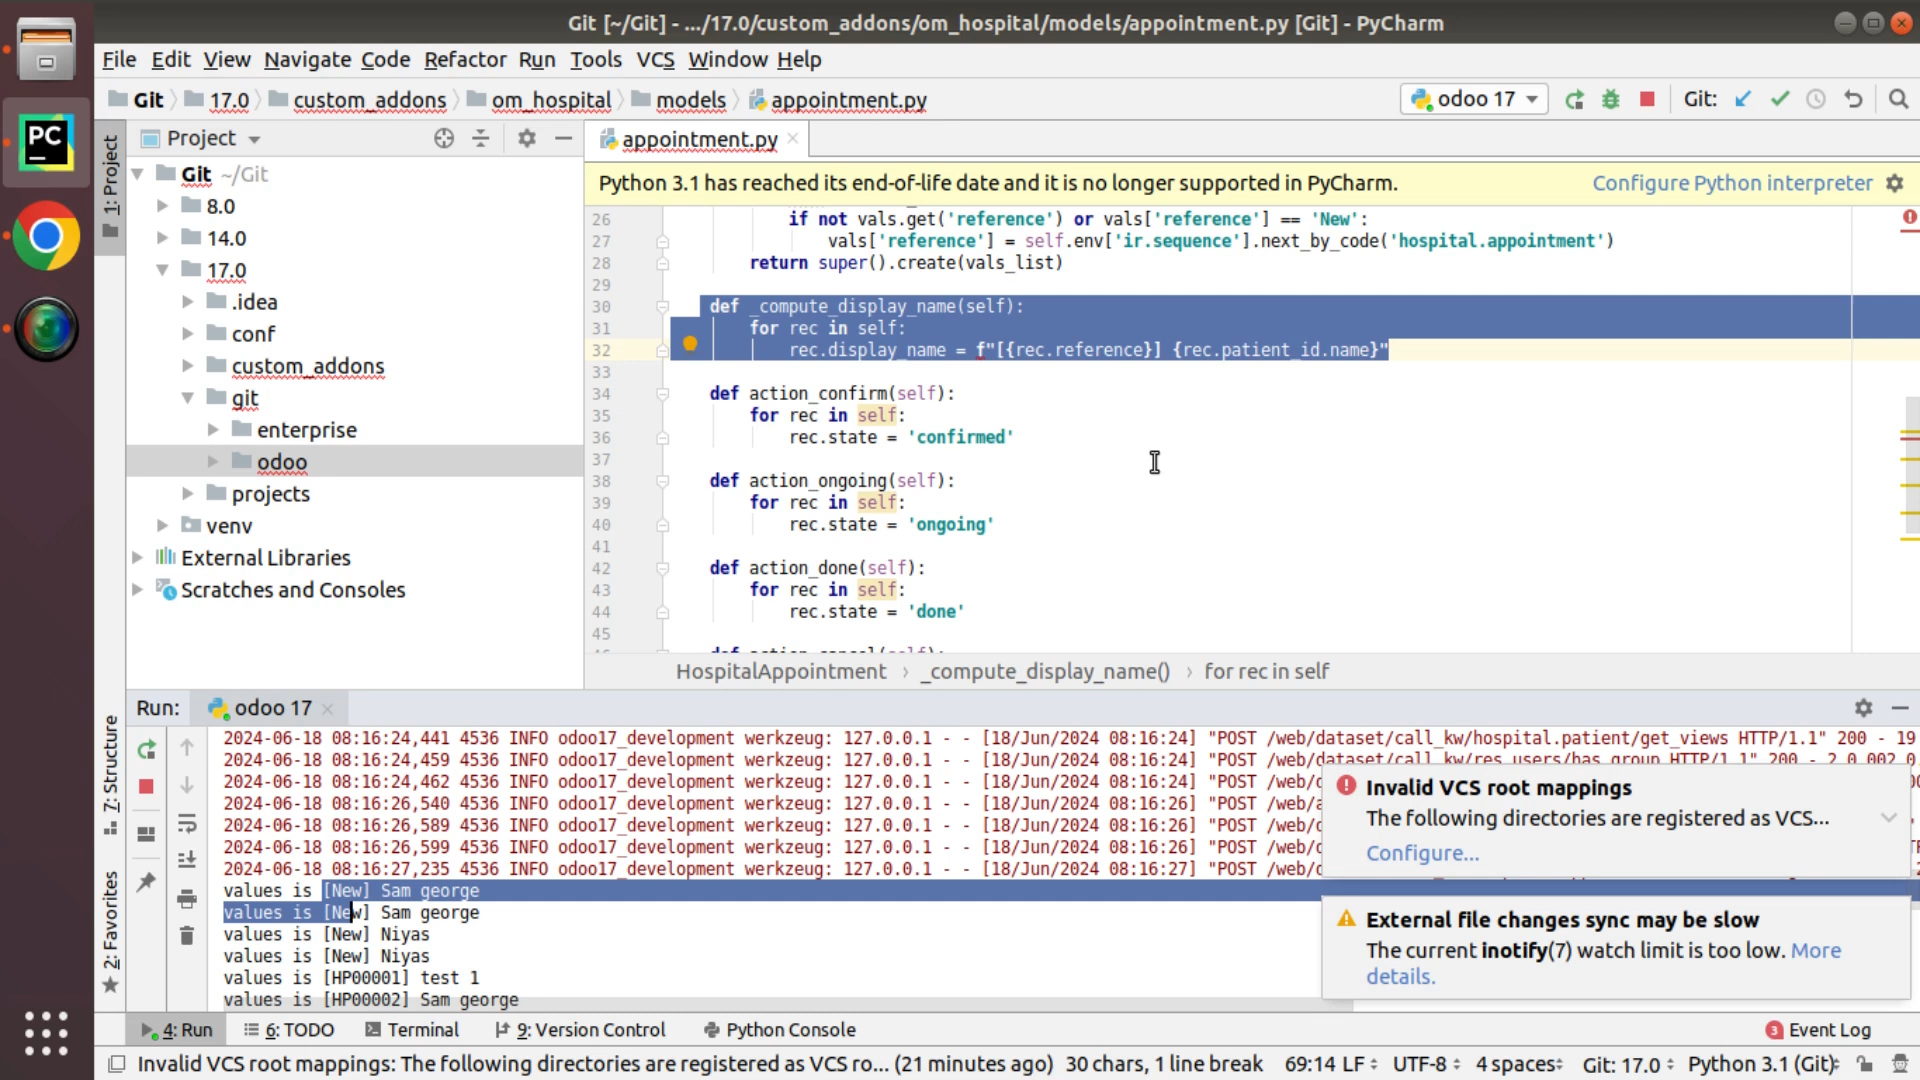 Git [~/Git] - .../17.0/custom_addons/om_hospital/models/appointment.py [Git] - PyCharm
File Edit View Navigate Code Refactor Run Tools VCS Window Help
Git 17.0 custom_addons om_hospital models appointment.py odoo 17 Git:
PC
1: Project
Project
Git ~/Git
8.0
14.0
17.0
.idea
conf
custom_addons
git
enterprise
odoo
projects
venv
External Libraries
Scratches and Consoles
appointment.py
Python 3.1 has reached its end-of-life date and it is no longer supported in PyCharm. Configure Python interpreter
26 if not vals.get('reference') or vals['reference'] == 'New':
27 vals['reference'] = self.env['ir.sequence'].next_by_code('hospital.appointment')
28 return super().create(vals_list)
29
30 def _compute_display_name(self):
31 for rec in self:
32 rec.display_name = f"[{rec.reference}] {rec.patient_id.name}"
33
34 def action_confirm(self):
35 for rec in self:
36 rec.state = 'confirmed'
37
38 def action_ongoing(self):
39 for rec in self:
40 rec.state = 'ongoing'
41
42 def action_done(self):
43 for rec in self:
44 rec.state = 'done'
45
HospitalAppointment › _compute_display_name() › for rec in self
Run: odoo 17
7: Structure
2: Favorites
2024-06-18 08:16:24,441 4536 INFO odoo17_development werkzeug: 127.0.0.1 - - [18/Jun/2024 08:16:24] "POST /web/dataset/call_kw/hospital.patient/get_views HTTP/1.1" 200 - 19
2024-06-18 08:16:24,459 4536 INFO odoo17_development werkzeug: 127.0.0.1 - - [18/Jun/2024 08:16:24] "POST /web/dataset/call_kw/res.users/has_group HTTP/1.1" 200 - 2 0.002 0
2024-06-18 08:16:24,462 4536 INFO odoo17_development werkzeug: 127.0.0.1 - - [18/Jun/2024 08:16:24] "POST /web/d
2024-06-18 08:16:26,540 4536 INFO odoo17_development werkzeug: 127.0.0.1 - - [18/Jun/2024 08:16:26] "POST /web/a
2024-06-18 08:16:26,589 4536 INFO odoo17_development werkzeug: 127.0.0.1 - - [18/Jun/2024 08:16:26] "POST /web/d
2024-06-18 08:16:26,599 4536 INFO odoo17_development werkzeug: 127.0.0.1 - - [18/Jun/2024 08:16:26] "POST /web/d
2024-06-18 08:16:27,235 4536 INFO odoo17_development werkzeug: 127.0.0.1 - - [18/Jun/2024 08:16:27] "POST /web/d
values is [New] Sam george
values is [New] Sam george
values is [New] Niyas
values is [New] Niyas
values is [HP00001] test 1
values is [HP00002] Sam george
Invalid VCS root mappings
The following directories are registered as VCS...
Configure...
External file changes sync may be slow
The current inotify(7) watch limit is too low. More
details.
4: Run 6: TODO Terminal 9: Version Control Python Console 3 Event Log
Invalid VCS root mappings: The following directories are registered as VCS ro... (21 minutes ago) 30 chars, 1 line break 69:14 LF UTF-8 4 spaces Git: 17.0 Python 3.1 (Git)